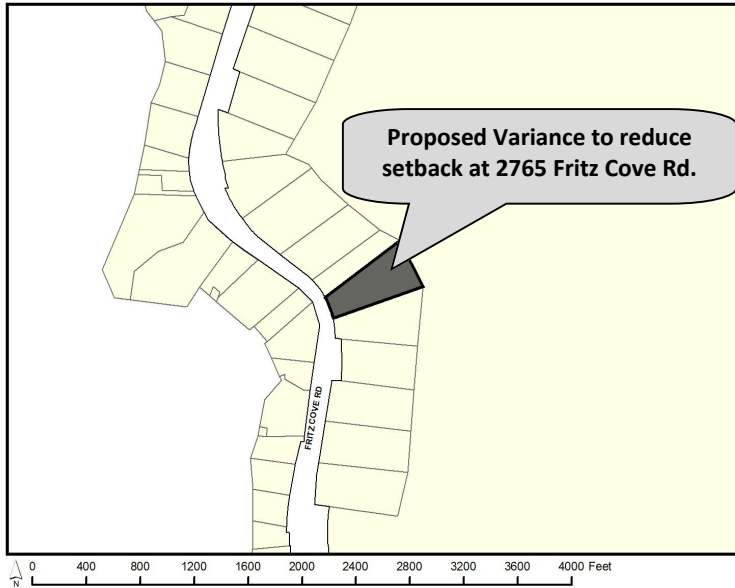 Proposed Variance to reduce
setback at 2765 Fritz Cove Rd.
FRITZ COVE RD
N
0 400 800 1200 1600 2000 2400 2800 3200 3600 4000 Feet